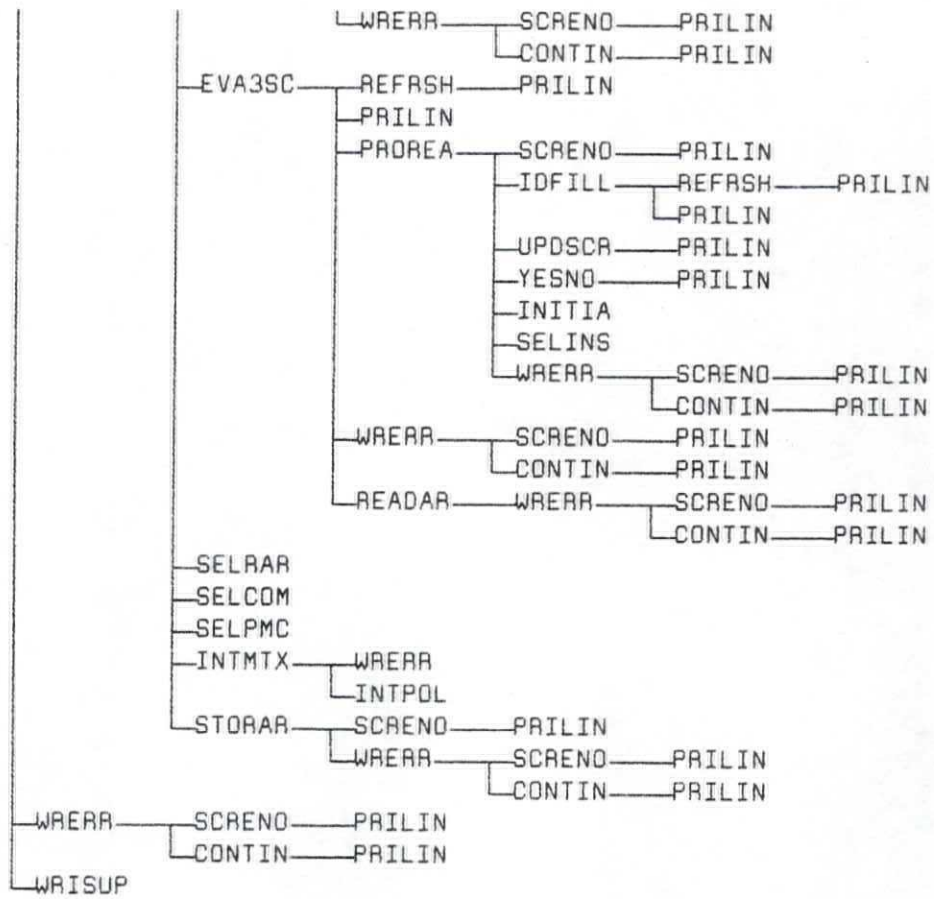 WRERR SCRENO PRILIN
CONTIN PRILIN
EVA3SC REFRSH PRILIN
PRILIN
PROREA SCRENO PRILIN
IDFILL REFRSH PRILIN
PRILIN
UPDSCR PRILIN
YESNO PRILIN
INITIA
SELINS
WRERR SCRENO PRILIN
CONTIN PRILIN
WRERR SCRENO PRILIN
CONTIN PRILIN
READAR WRERR SCRENO PRILIN
CONTIN PRILIN
SELRAR
SELCOM
SELPMC
INTMTX WRERR
INTPOL
STORAR SCRENO PRILIN
WRERR SCRENO PRILIN
CONTIN PRILIN
WRERR SCRENO PRILIN
CONTIN PRILIN
WRISUP